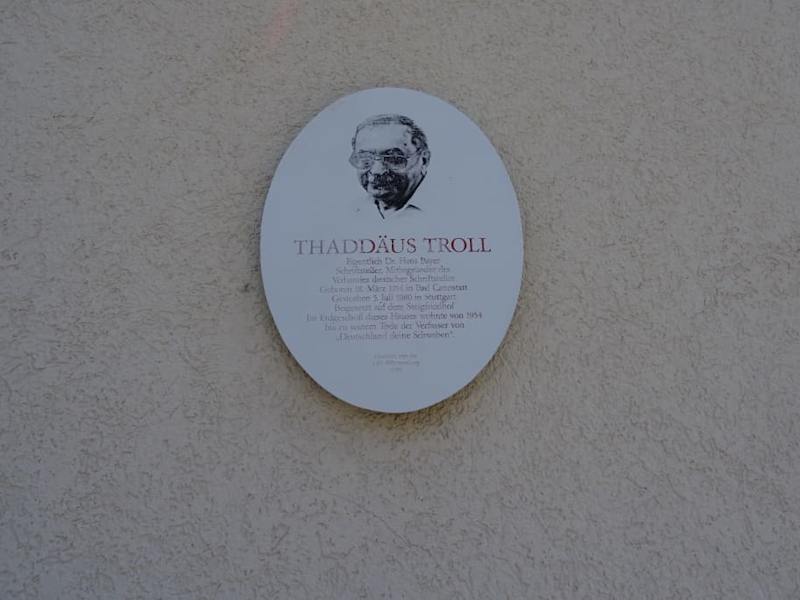 THADDÄUS TROLL
Eigentlich Dr. Hans Bayer
Schriftsteller, Mitbegründer des
Verbandes deutscher Schriftsteller
Geboren 18. März 1914 in Bad Cannstatt
Gestorben 5. Juli 1980 in Stuttgart
Beigesetzt auf dem Steigfriedhof
Im Erdgeschoß dieses Hauses wohnte von 1954
bis zu seinem Tode der Verfasser von
„Deutschland deine Schwaben“.